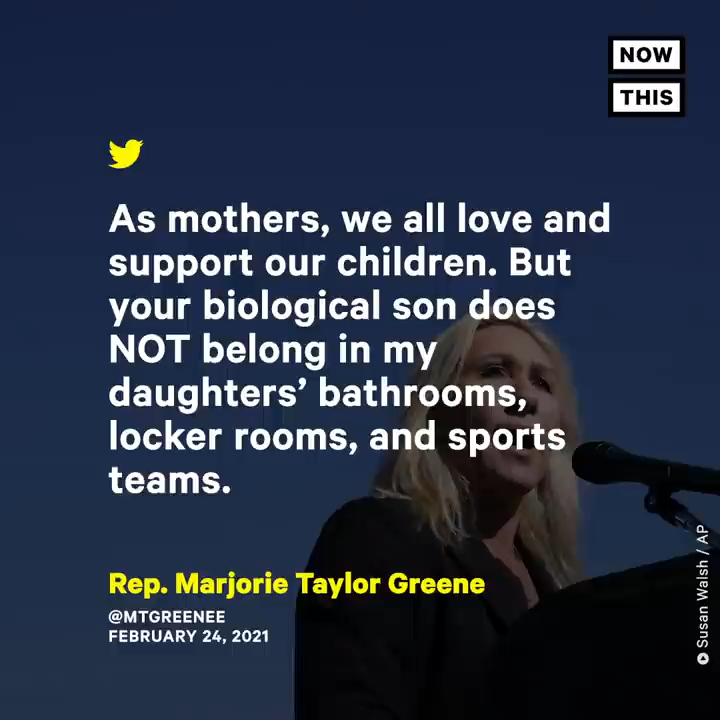 NOW
THIS
As mothers, we all love and
support our children. But
your biological son does
NOT belong in my
daughters’ bathrooms,
locker rooms, and sports
teams.
Rep. Marjorie Taylor Greene
@MTGREENEE
FEBRUARY 24, 2021
Susan Walsh / AP